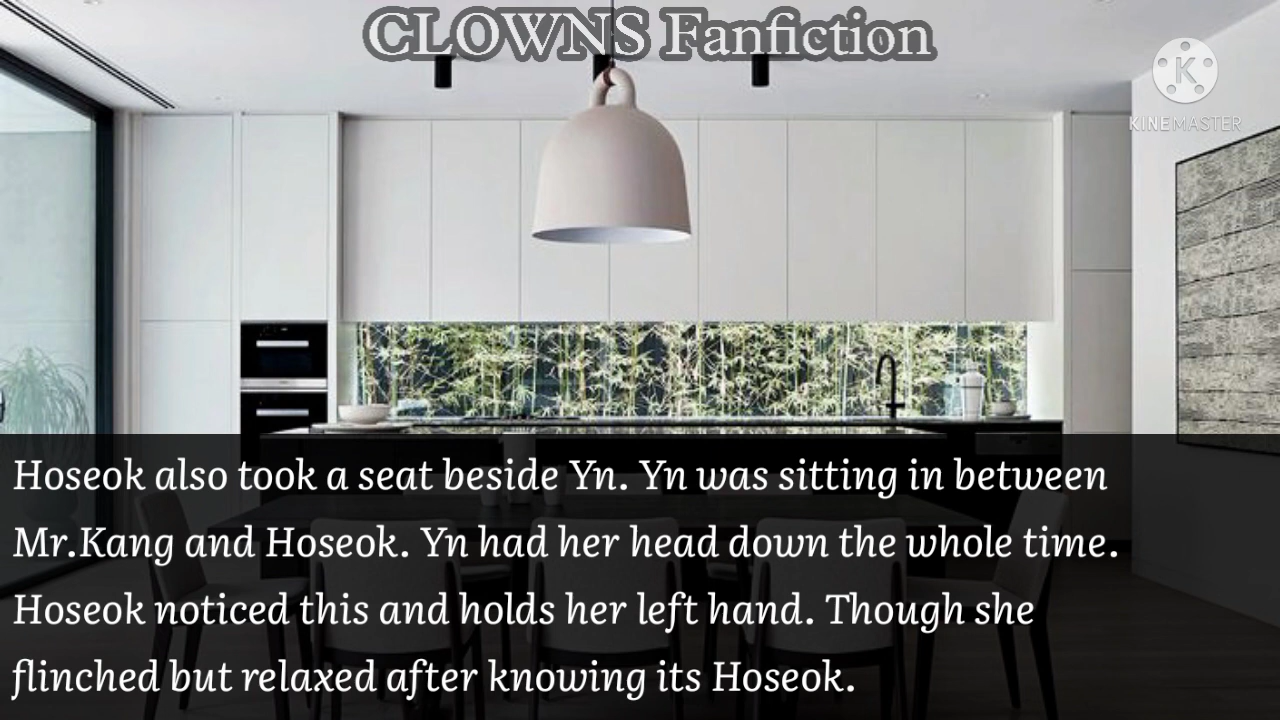 CLOWNS Fanfiction
K
KINEMASTER
Hoseok also took a seat beside Yn. Yn was sitting in between
Mr.Kang and Hoseok. Yn had her head down the whole time.
Hoseok noticed this and holds her left hand. Though she
flinched but relaxed after knowing its Hoseok.